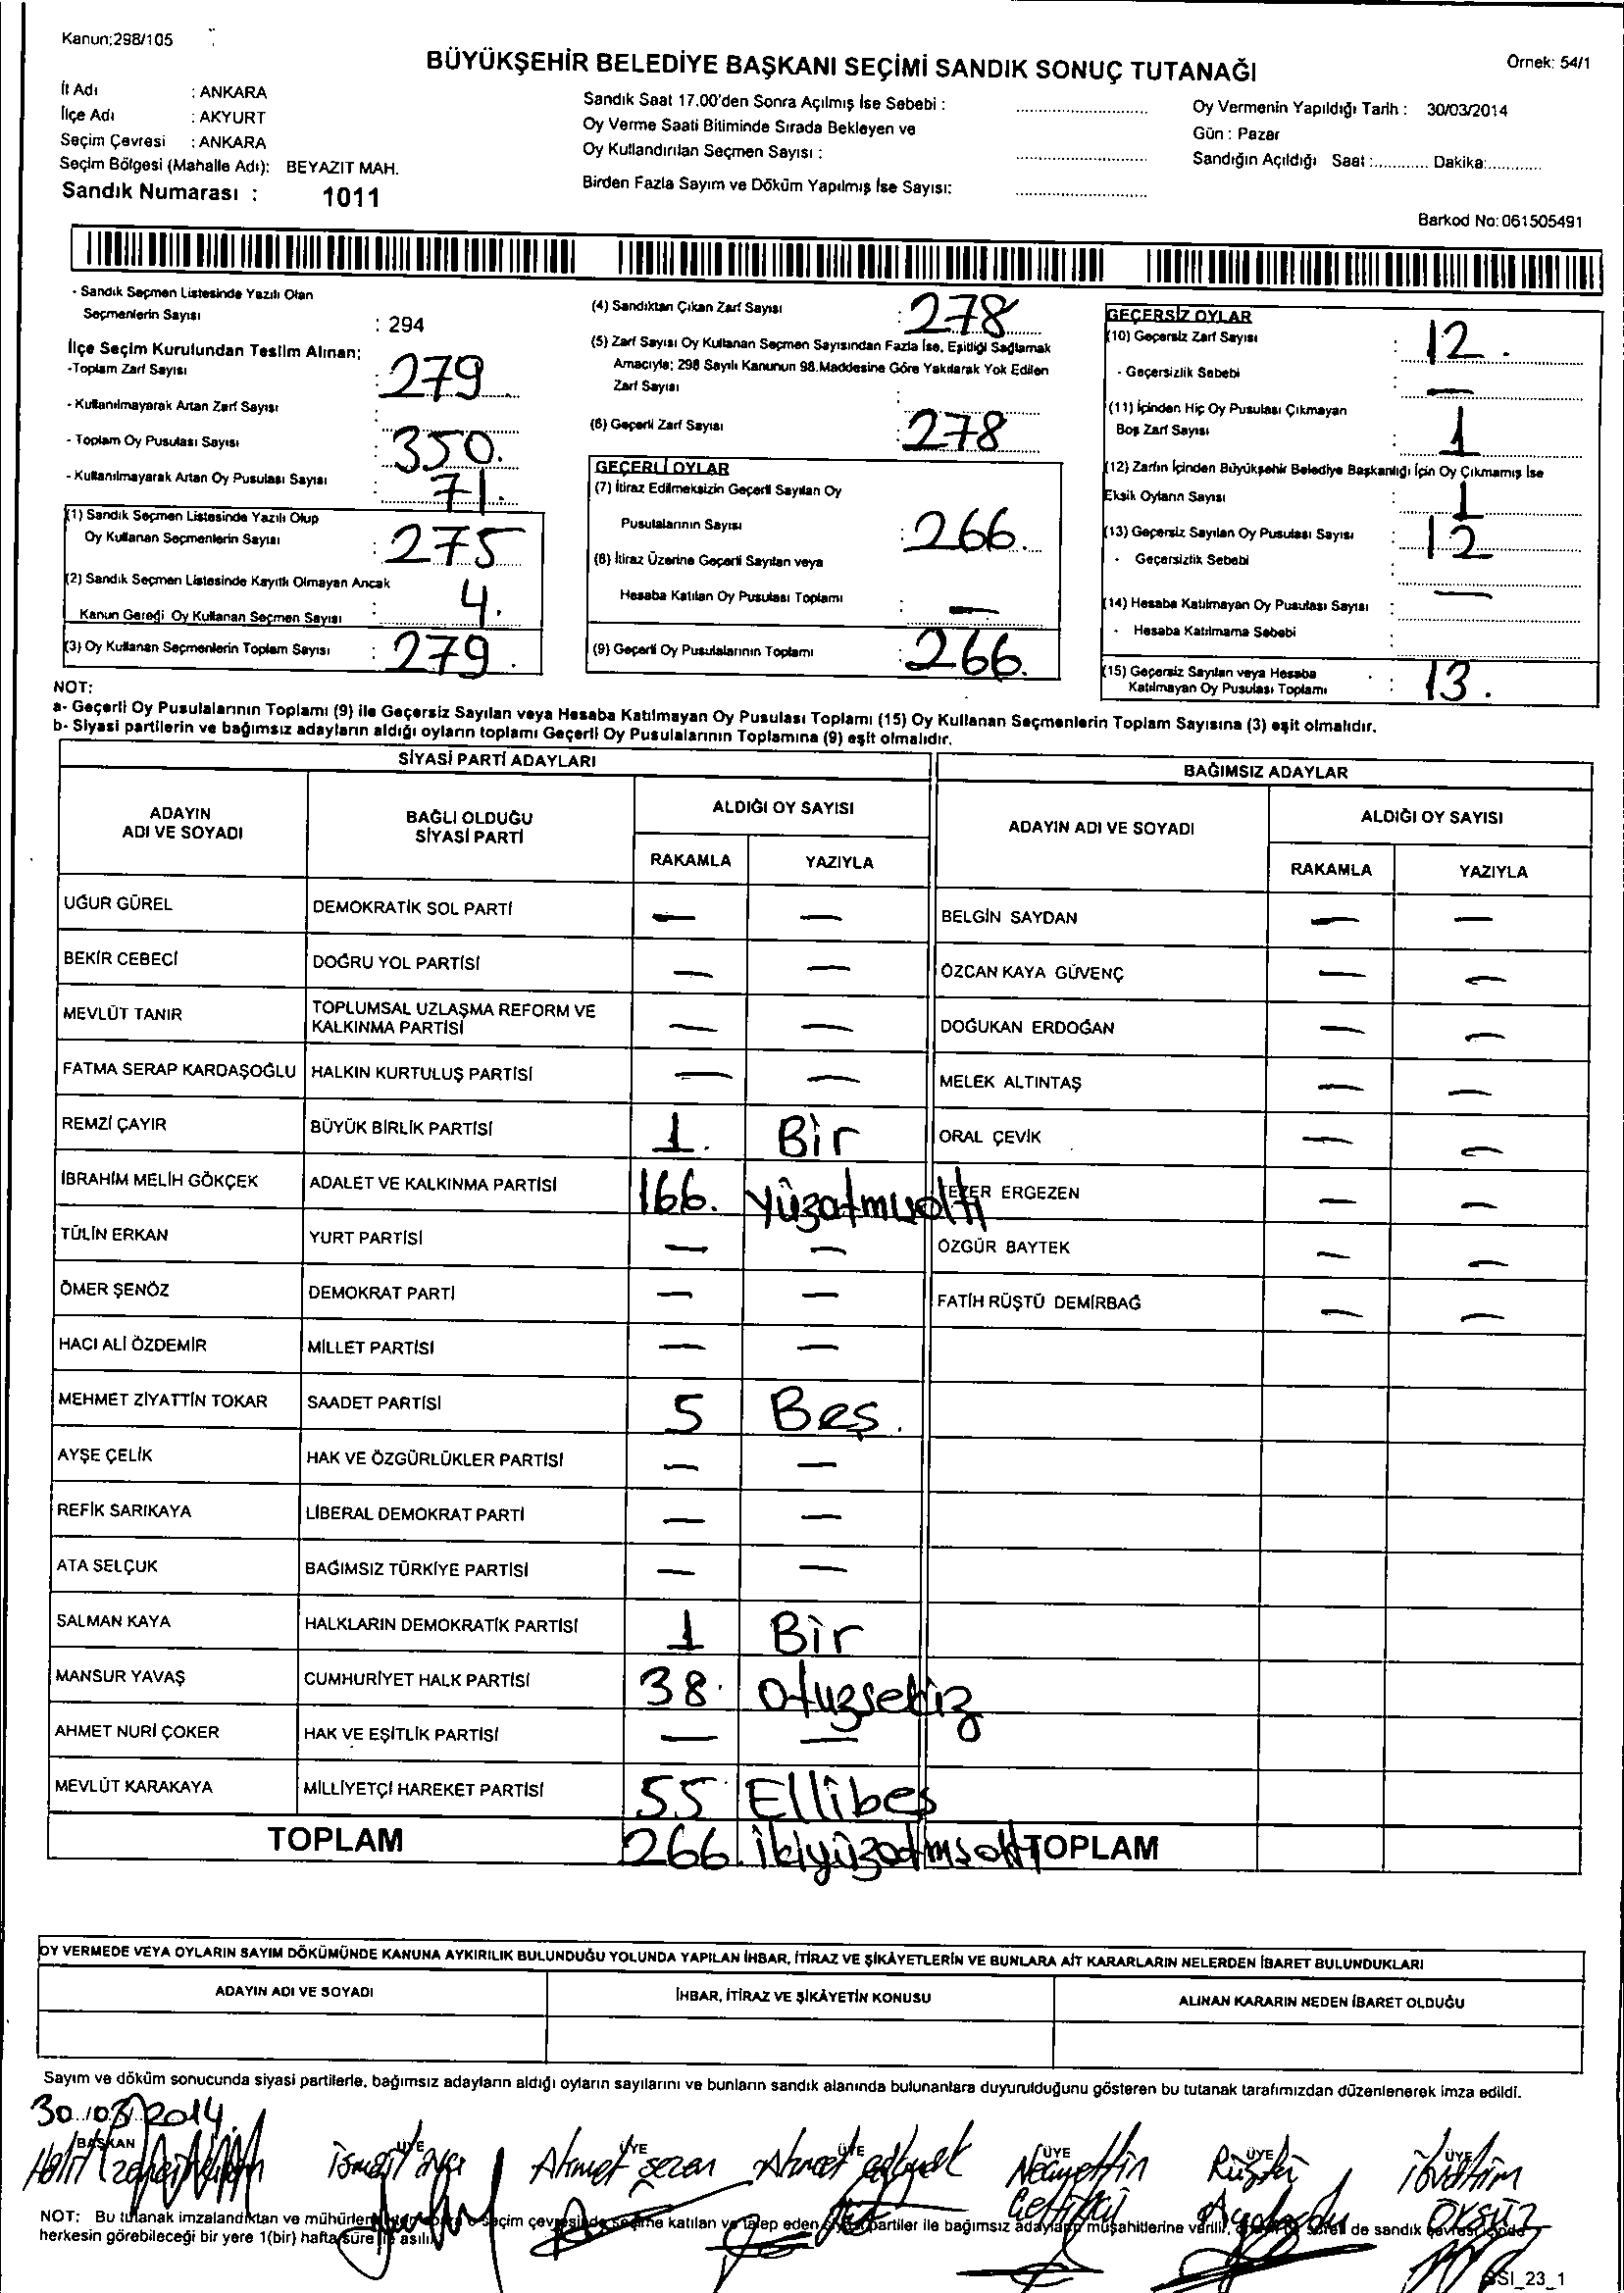 Kanun:298/105
BÜYÜKŞEHİR BELEDİYE BAŞKANI SEÇİMİ SANDIK SONUÇ TUTANAĞI
Örnek: 54/1
İl Adı : ANKARA
İlçe Adı : AKYURT
Seçim Çevresi : ANKARA
Seçim Bölgesi (Mahalle Adı): BEYAZIT MAH.
Sandık Numarası : 1011
Sandık Saat 17.00'den Sonra Açılmış İse Sebebi :
Oy Verme Saati Bitiminde Sırada Bekleyen ve
Oy Kullandırılan Seçmen Sayısı :
Birden Fazla Sayım ve Döküm Yapılmış İse Sayısı:
Oy Vermenin Yapıldığı Tarih : 30/03/2014
Gün : Pazar
Sandığın Açıldığı Saat :............ Dakika:.............
Barkod No: 061505491
- Sandık Seçmen Listesinde Yazılı Olan
Seçmenlerin Sayısı : 294
İlçe Seçim Kurulundan Teslim Alınan;
-Toplam Zarf Sayısı : 279
- Kullanılmayarak Artan Zarf Sayısı :
- Toplam Oy Pusulası Sayısı : 350.
- Kullanılmayarak Artan Oy Pusulası Sayısı : 71.
(1) Sandık Seçmen Listesinde Yazılı Olup
Oy Kullanan Seçmenlerin Sayısı : 275
(2) Sandık Seçmen Listesinde Kayıtlı Olmayan Ancak
Kanun Gereği Oy Kullanan Seçmen Sayısı : 4.
(3) Oy Kullanan Seçmenlerin Toplam Sayısı : 279.
(4) Sandıktan Çıkan Zarf Sayısı : 278
(5) Zarf Sayısı Oy Kullanan Seçmen Sayısından Fazla İse, Eşitliği Sağlamak
Amacıyla; 298 Sayılı Kanunun 98.Maddesine Göre Yakılarak Yok Edilen
Zarf Sayısı :
(6) Geçerli Zarf Sayısı : 278
GEÇERLİ OYLAR
(7) İtiraz Edilmeksizin Geçerli Sayılan Oy
Pusulalarının Sayısı : 266.
(8) İtiraz Üzerine Geçerli Sayılan veya
Hesaba Katılan Oy Pusulası Toplamı : —
(9) Geçerli Oy Pusulalarının Toplamı : 266.
GEÇERSİZ OYLAR
(10) Geçersiz Zarf Sayısı : 12.
- Geçersizlik Sebebi : —
(11) İçinden Hiç Oy Pusulası Çıkmayan
Boş Zarf Sayısı : 1
(12) Zarfın İçinden Büyükşehir Belediye Başkanlığı İçin Oy Çıkmamış İse
Eksik Oyların Sayısı : 1
(13) Geçersiz Sayılan Oy Pusulası Sayısı : 12
- Geçersizlik Sebebi :
(14) Hesaba Katılmayan Oy Pusulası Sayısı : —
- Hesaba Katılmama Sebebi :
(15) Geçersiz Sayılan veya Hesaba
Katılmayan Oy Pusulası Toplamı : 13.
NOT:
a- Geçerli Oy Pusulalarının Toplamı (9) ile Geçersiz Sayılan veya Hesaba Katılmayan Oy Pusulası Toplamı (15) Oy Kullanan Seçmenlerin Toplam Sayısına (3) eşit olmalıdır.
b- Siyasi partilerin ve bağımsız adayların aldığı oyların toplamı Geçerli Oy Pusulalarının Toplamına (9) eşit olmalıdır.
SİYASİ PARTİ ADAYLARI
ADAYIN ADI VE SOYADI
BAĞLI OLDUĞU SİYASİ PARTİ
ALDIĞI OY SAYISI
RAKAMLA YAZIYLA
UĞUR GÜREL DEMOKRATİK SOL PARTİ — —
BEKİR CEBECİ DOĞRU YOL PARTİSİ — —
MEVLÜT TANIR TOPLUMSAL UZLAŞMA REFORM VE KALKINMA PARTİSİ — —
FATMA SERAP KARDAŞOĞLU HALKIN KURTULUŞ PARTİSİ — —
REMZİ ÇAYIR BÜYÜK BİRLİK PARTİSİ 1. Bir
İBRAHİM MELİH GÖKÇEK ADALET VE KALKINMA PARTİSİ 166. yüzatmışaltı
TÜLİN ERKAN YURT PARTİSİ — —
ÖMER ŞENÖZ DEMOKRAT PARTİ — —
HACI ALİ ÖZDEMİR MİLLET PARTİSİ — —
MEHMET ZİYATTİN TOKAR SAADET PARTİSİ 5 Beş.
AYŞE ÇELİK HAK VE ÖZGÜRLÜKLER PARTİSİ — —
REFİK SARIKAYA LİBERAL DEMOKRAT PARTİ — —
ATA SELÇUK BAĞIMSIZ TÜRKİYE PARTİSİ — —
SALMAN KAYA HALKLARIN DEMOKRATİK PARTİSİ 1 Bir
MANSUR YAVAŞ CUMHURİYET HALK PARTİSİ 38. otuzsekiz
AHMET NURİ ÇOKER HAK VE EŞİTLİK PARTİSİ — —
MEVLÜT KARAKAYA MİLLİYETÇİ HAREKET PARTİSİ 55 Ellibeş
TOPLAM 266. ikiyüzatmışaltı
BAĞIMSIZ ADAYLAR
ADAYIN ADI VE SOYADI
ALDIĞI OY SAYISI
RAKAMLA YAZIYLA
BELGİN SAYDAN — —
ÖZCAN KAYA GÜVENÇ — —
DOĞUKAN ERDOĞAN — —
MELEK ALTINTAŞ — —
ORAL ÇEVİK — —
ERGEZEN — —
ÖZGÜR BAYTEK — —
FATİH RÜŞTÜ DEMİRBAĞ — —
TOPLAM
OY VERMEDE VEYA OYLARIN SAYIM DÖKÜMÜNDE KANUNA AYKIRILIK BULUNDUĞU YOLUNDA YAPILAN İHBAR, İTİRAZ VE ŞİKÂYETLERİN VE BUNLARA AİT KARARLARIN NELERDEN İBARET BULUNDUKLARI
ADAYIN ADI VE SOYADI İHBAR, İTİRAZ VE ŞİKÂYETİN KONUSU ALINAN KARARIN NEDEN İBARET OLDUĞU
Sayım ve döküm sonucunda siyasi partilerle, bağımsız adayların aldığı oyların sayılarını ve bunların sandık alanında bulunanlara duyurulduğunu gösteren bu tutanak tarafımızdan düzenlenerek imza edildi.
30.03.2014.
BAŞKAN ÜYE ÜYE ÜYE ÜYE ÜYE ÜYE
Halit İsmail Ahmet Sezer Ahmet Necmettin Rüştü İbrahim
ÖKSÜZ
NOT: Bu tutanak imzalandıktan ve mühürlen seçim çevresinde seçime katılan ve talep eden partiler ile bağımsız adayların müşahitlerine verilir, de sandık çevresi içinde
herkesin görebileceği bir yere 1(bir) hafta süre ile asılır.
SSI_23_1